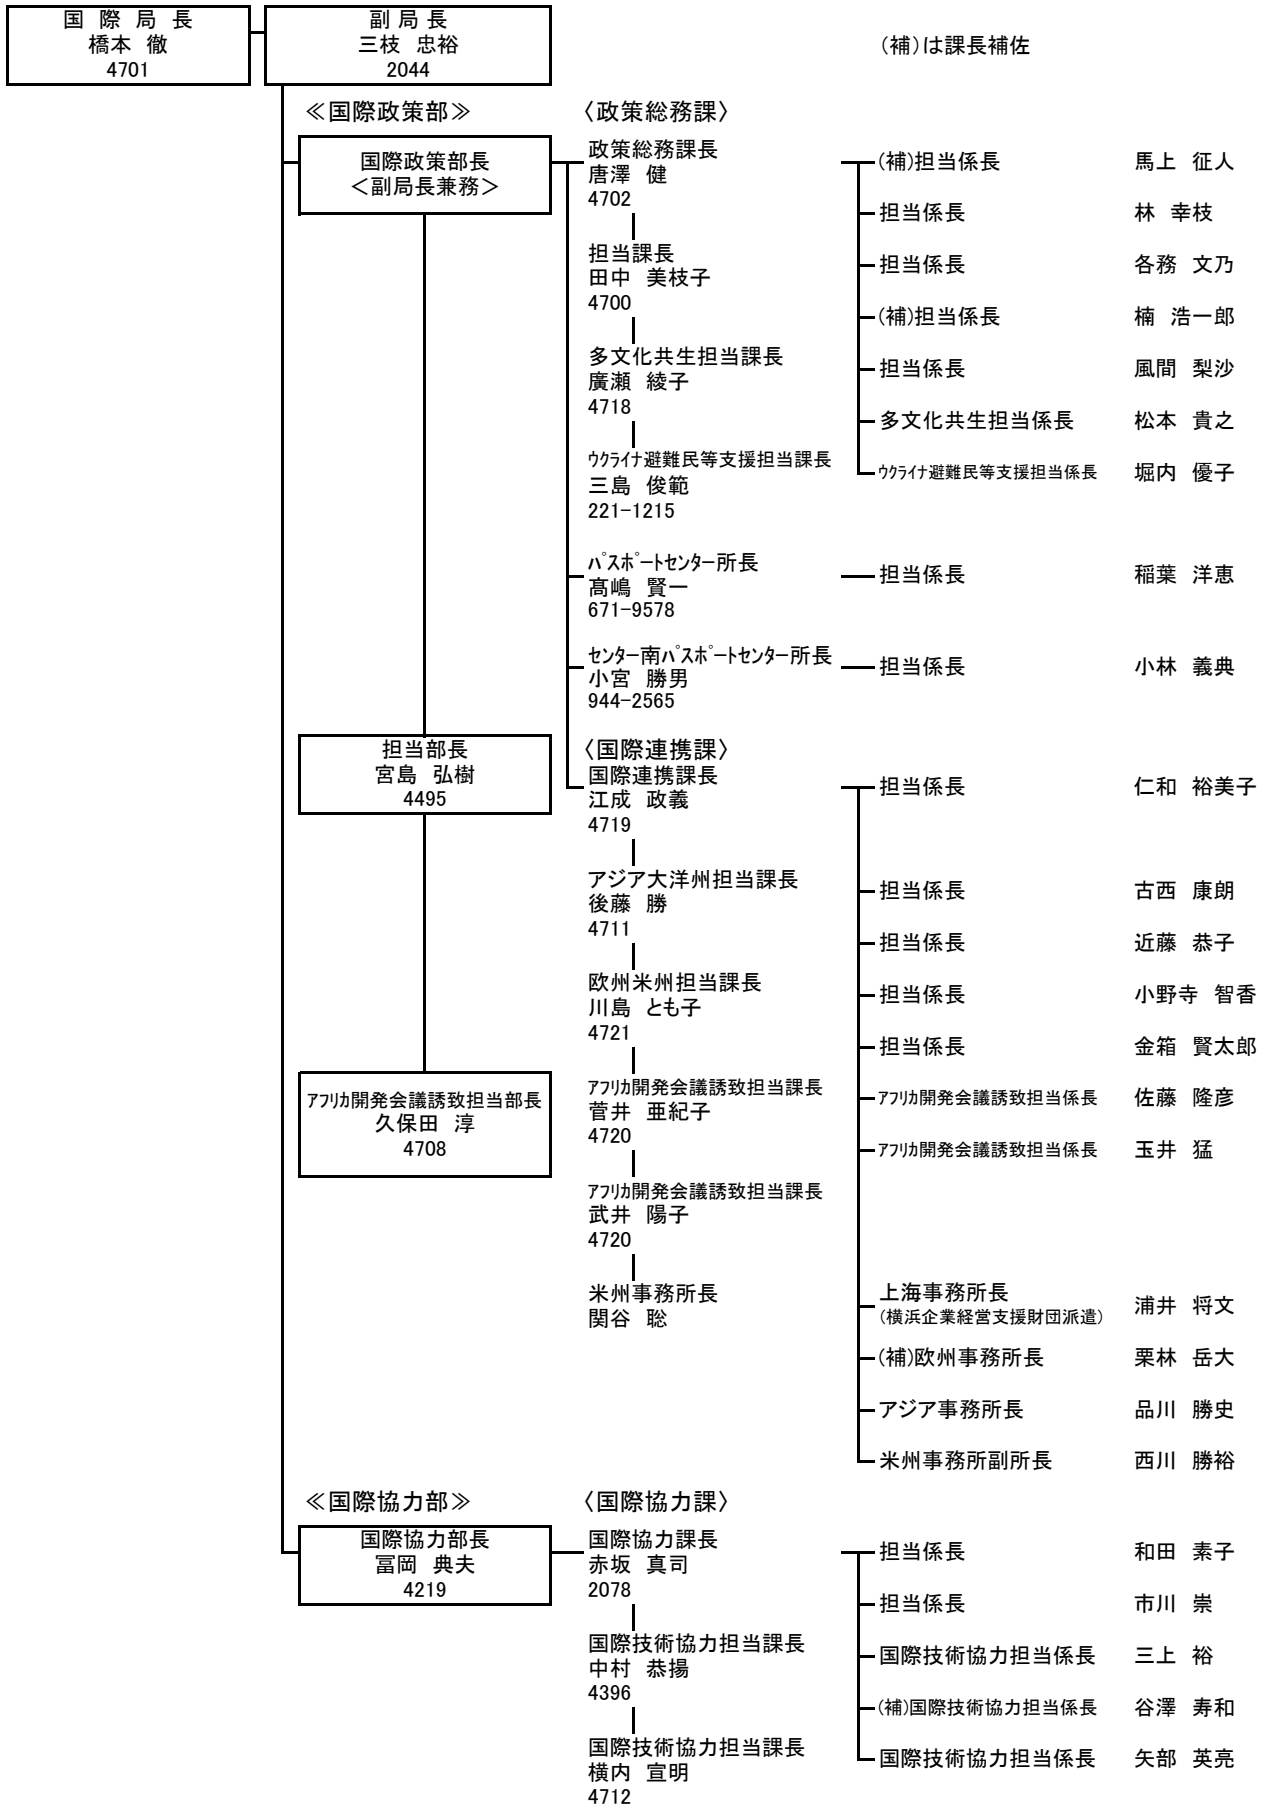 国 際 局 長
橋本 徹
4701
副 局 長
三枝 忠裕
2044
(補)は課長補佐
≪国際政策部≫
国際政策部長
＜副局長兼務＞
担当部長
宮島 弘樹
4495
ｱﾌﾘｶ開発会議誘致担当部長
久保田 淳
4708
〈政策総務課〉
政策総務課長
唐澤 健
4702
担当課長
田中 美枝子
4700
多文化共生担当課長
廣瀬 綾子
4718
ｳｸﾗｲﾅ避難民等支援担当課長
三島 俊範
221-1215
(補)担当係長 馬上 征人
担当係長 林 幸枝
担当係長 各務 文乃
(補)担当係長 楠 浩一郎
担当係長 風間 梨沙
多文化共生担当係長 松本 貴之
ｳｸﾗｲﾅ避難民等支援担当係長 堀内 優子
ﾊﾟｽﾎﾟｰﾄｾﾝﾀｰ所長
髙嶋 賢一
671-9578
担当係長 稲葉 洋恵
ｾﾝﾀｰ南ﾊﾟｽﾎﾟｰﾄｾﾝﾀｰ所長
小宮 勝男
944-2565
担当係長 小林 義典
〈国際連携課〉
国際連携課長
江成 政義
4719
アジア大洋州担当課長
後藤 勝
4711
欧州米州担当課長
川島 とも子
4721
ｱﾌﾘｶ開発会議誘致担当課長
菅井 亜紀子
4720
ｱﾌﾘｶ開発会議誘致担当課長
武井 陽子
4720
米州事務所長
関谷 聡
担当係長 仁和 裕美子
担当係長 古西 康朗
担当係長 近藤 恭子
担当係長 小野寺 智香
担当係長 金箱 賢太郎
ｱﾌﾘｶ開発会議誘致担当係長 佐藤 隆彦
ｱﾌﾘｶ開発会議誘致担当係長 玉井 猛
上海事務所長
(横浜企業経営支援財団派遣) 浦井 将文
(補)欧州事務所長 栗林 岳大
アジア事務所長 品川 勝史
米州事務所副所長 西川 勝裕
≪国際協力部≫
国際協力部長
冨岡 典夫
4219
〈国際協力課〉
国際協力課長
赤坂 真司
2078
国際技術協力担当課長
中村 恭揚
4396
国際技術協力担当課長
横内 宣明
4712
担当係長 和田 素子
担当係長 市川 崇
国際技術協力担当係長 三上 裕
(補)国際技術協力担当係長 谷澤 寿和
国際技術協力担当係長 矢部 英亮